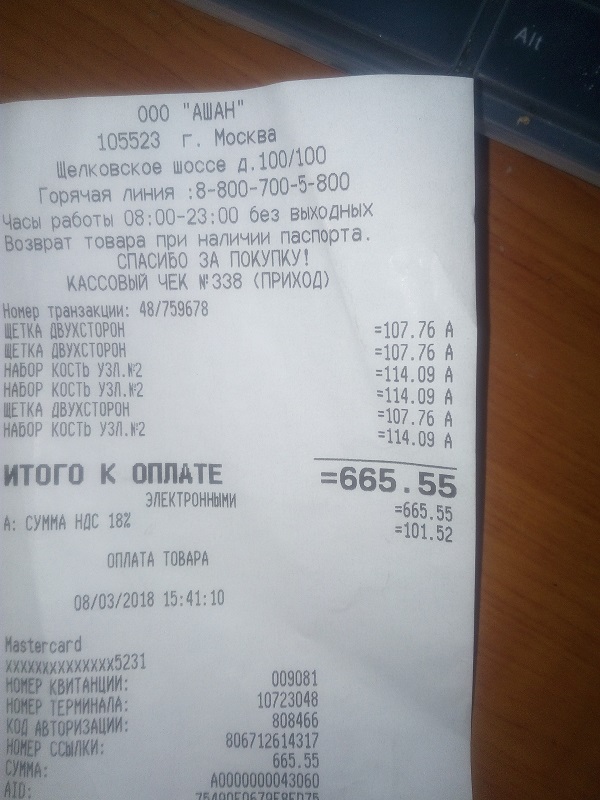 ООО "АШАН"
105523 г. Москва
Щелковское шоссе д.100/100
Горячая линия :8-800-700-5-800
Часы работы 08:00-23:00 без выходных
Возврат товара при наличии паспорта.
СПАСИБО ЗА ПОКУПКУ!
КАССОВЫЙ ЧЕК №338 (ПРИХОД)
Номер транзакции: 48/759678
ЩЕТКА ДВУХСТОРОН =107.76 А
ЩЕТКА ДВУХСТОРОН =107.76 А
НАБОР КОСТЬ УЗЛ.№2 =114.09 А
НАБОР КОСТЬ УЗЛ.№2 =114.09 А
ЩЕТКА ДВУХСТОРОН =107.76 А
НАБОР КОСТЬ УЗЛ.№2 =114.09 А
ИТОГО К ОПЛАТЕ =665.55
ЭЛЕКТРОННЫМИ =665.55
А: СУММА НДС 18% =101.52
ОПЛАТА ТОВАРА
08/03/2018 15:41:10
Mastercard
XXXXXXXXXXXXXX5231
НОМЕР КВИТАНЦИИ: 009081
НОМЕР ТЕРМИНАЛА: 10723048
КОД АВТОРИЗАЦИИ: 808466
НОМЕР ССЫЛКИ: 806712614317
СУММА: 665.55
AID: A0000000043060
Alt